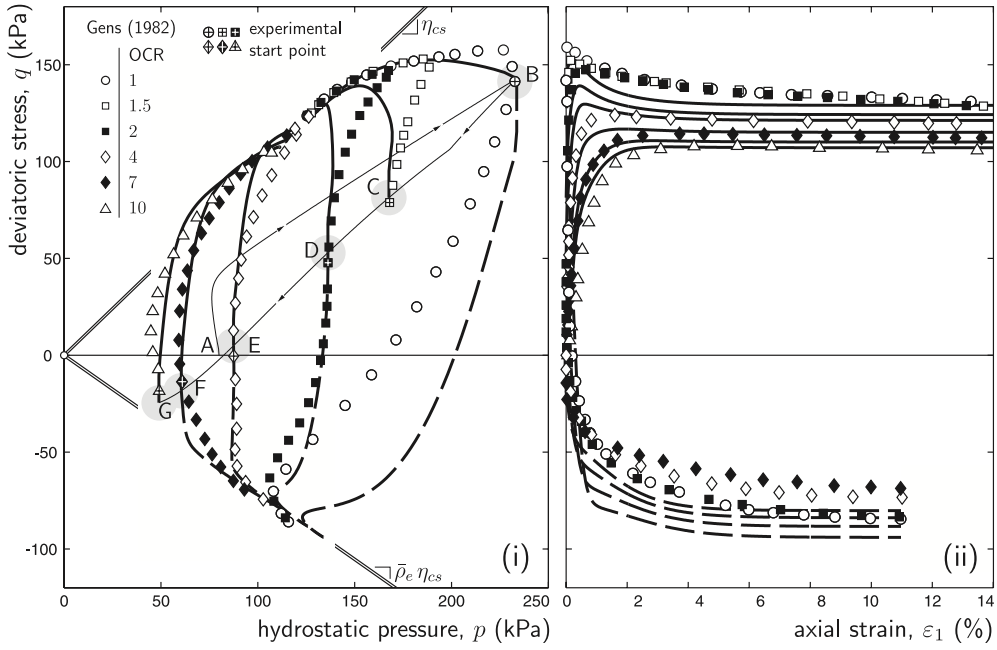 Gens (1982)
experimental
start point
OCR
1
1.5
2
4
7
10
η_cs
B
C
D
A
E
F
G
(i)
ρ̄_e η_cs
150
100
50
0
-50
-100
deviatoric stress, q (kPa)
0
50
100
150
200
250
hydrostatic pressure, p (kPa)
(ii)
0
2
4
6
8
10
12
14
axial strain, ε₁ (%)